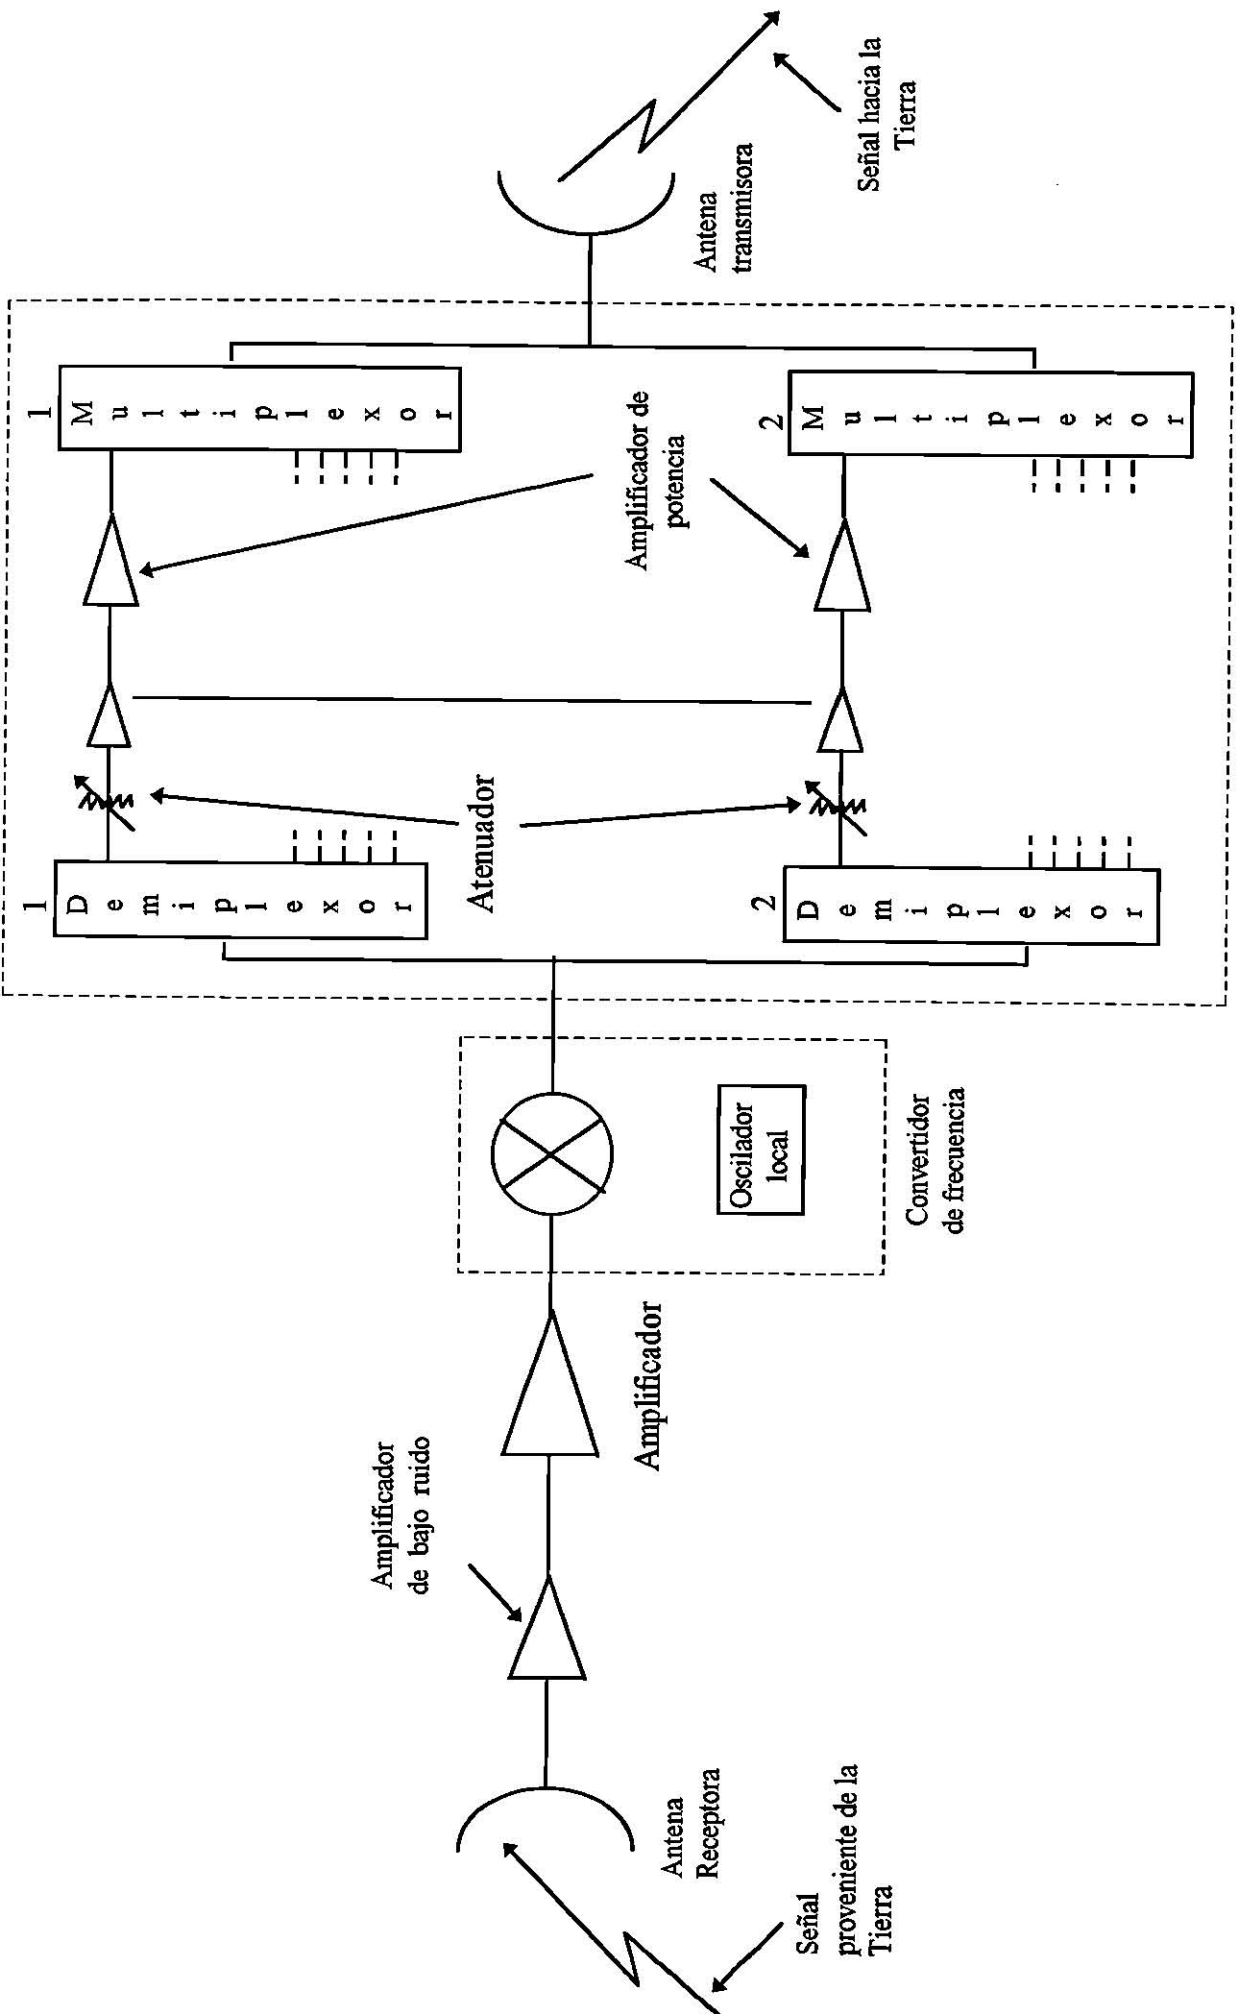 Señal
proveniente de la
Tierra
Antena
Receptora
Amplificador
de bajo ruido
Amplificador
Oscilador
local
Convertidor
de frecuencia
1
Demiplexor
2
Demiplexor
Atenuador
Amplificador de
potencia
1
Multiplexor
2
Multiplexor
Antena
transmisora
Señal hacia la
Tierra